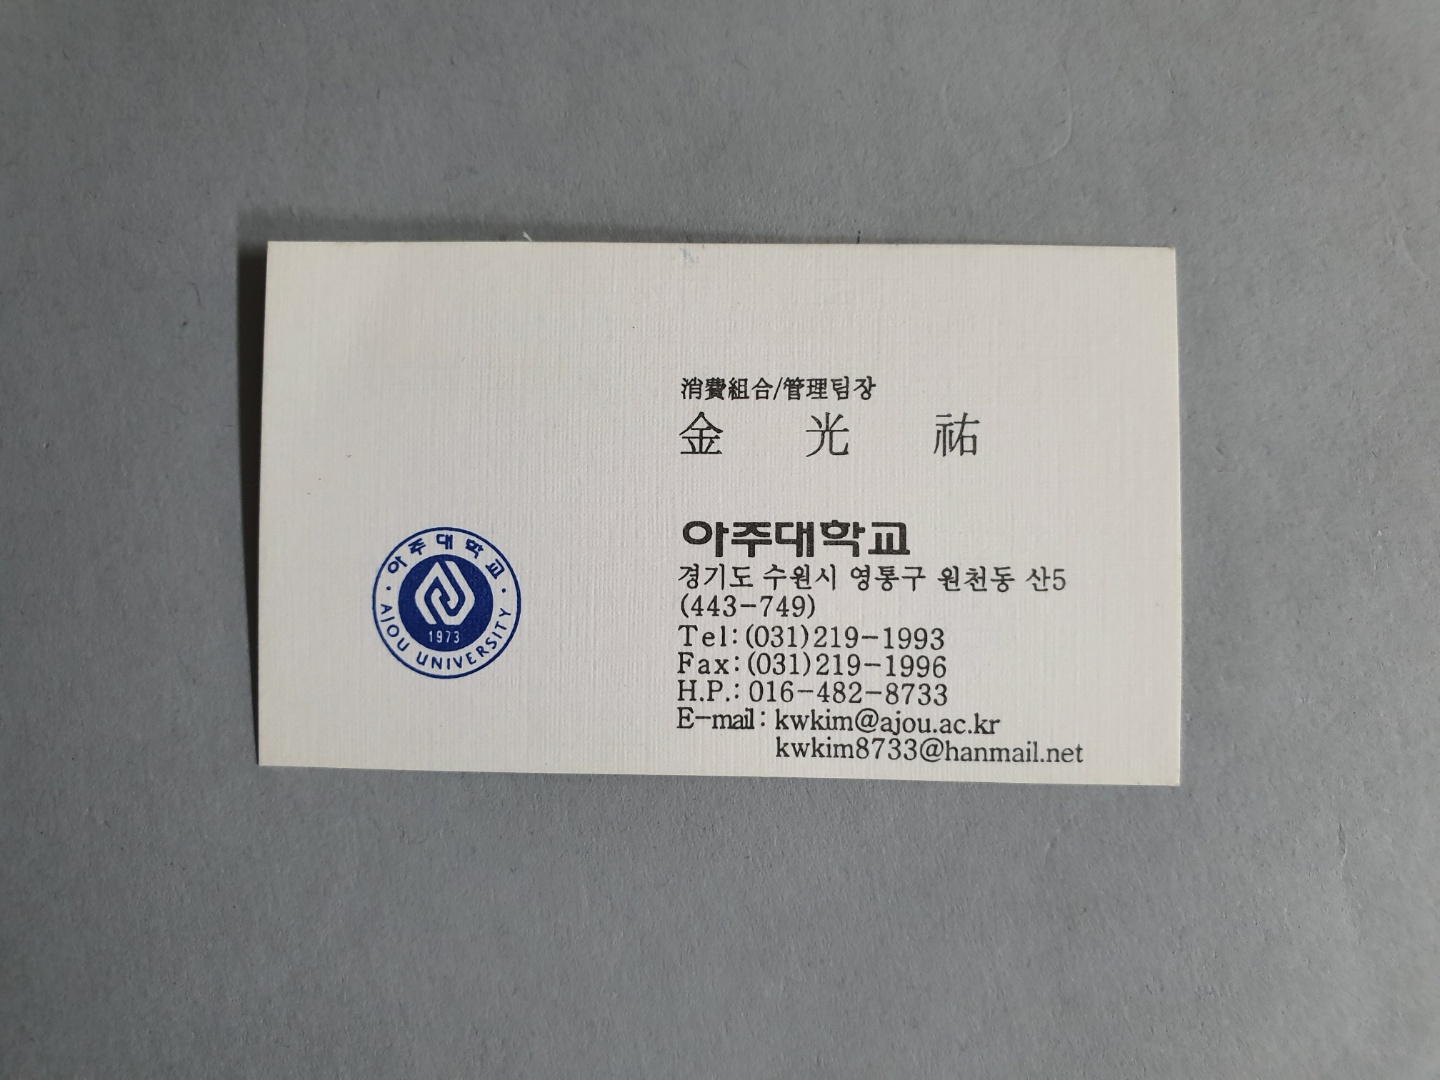 消費組合/管理팀장
金 光 祐
아주대학교
경기도 수원시 영통구 원천동 산5
(443-749)
Tel:(031)219-1993
Fax:(031)219-1996
H.P.: 016-482-8733
E-mail: kwkim@ajou.ac.kr
kwkim8733@hanmail.net
아주대학교
1973
AJOU UNIVERSITY